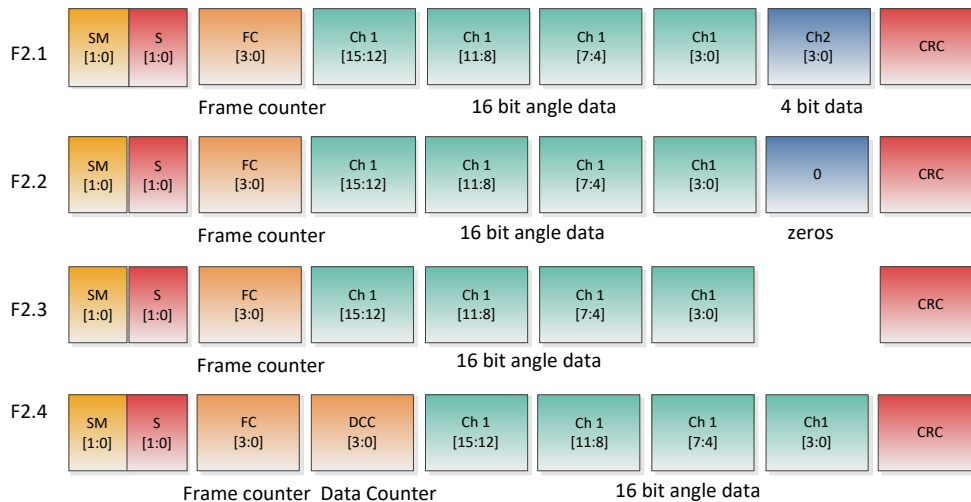 F2.1
SM [1:0]
S [1:0]
FC [3:0]
Ch 1 [15:12]
Ch 1 [11:8]
Ch 1 [7:4]
Ch1 [3:0]
Ch2 [3:0]
CRC
Frame counter
16 bit angle data
4 bit data
F2.2
SM [1:0]
S [1:0]
FC [3:0]
Ch 1 [15:12]
Ch 1 [11:8]
Ch 1 [7:4]
Ch1 [3:0]
0
CRC
Frame counter
16 bit angle data
zeros
F2.3
SM [1:0]
S [1:0]
FC [3:0]
Ch 1 [15:12]
Ch 1 [11:8]
Ch 1 [7:4]
Ch1 [3:0]
CRC
Frame counter
16 bit angle data
F2.4
SM [1:0]
S [1:0]
FC [3:0]
DCC [3:0]
Ch 1 [15:12]
Ch 1 [11:8]
Ch 1 [7:4]
Ch1 [3:0]
CRC
Frame counter
Data Counter
16 bit angle data